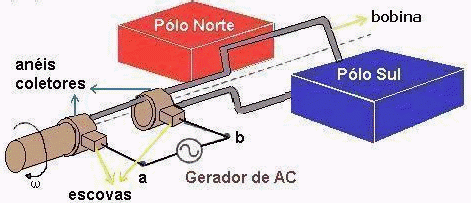 Pólo Norte
bobina
anéis
coletores
Pólo Sul
b
a
Gerador de AC
ω
escovas